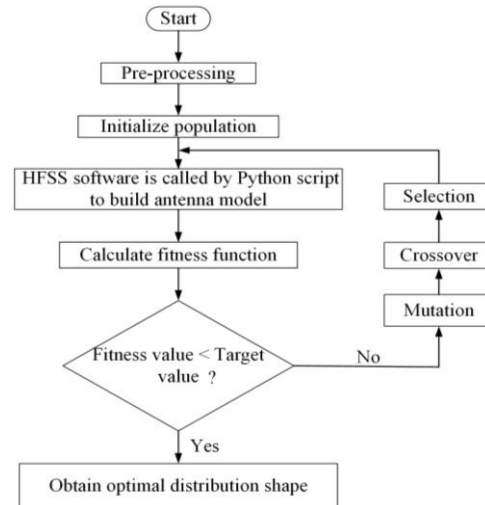 Start
Pre-processing
Initialize population
HFSS software is called by Python script
to build antenna model
Calculate fitness function
Fitness value < Target
value ?
No
Mutation
Crossover
Selection
Yes
Obtain optimal distribution shape